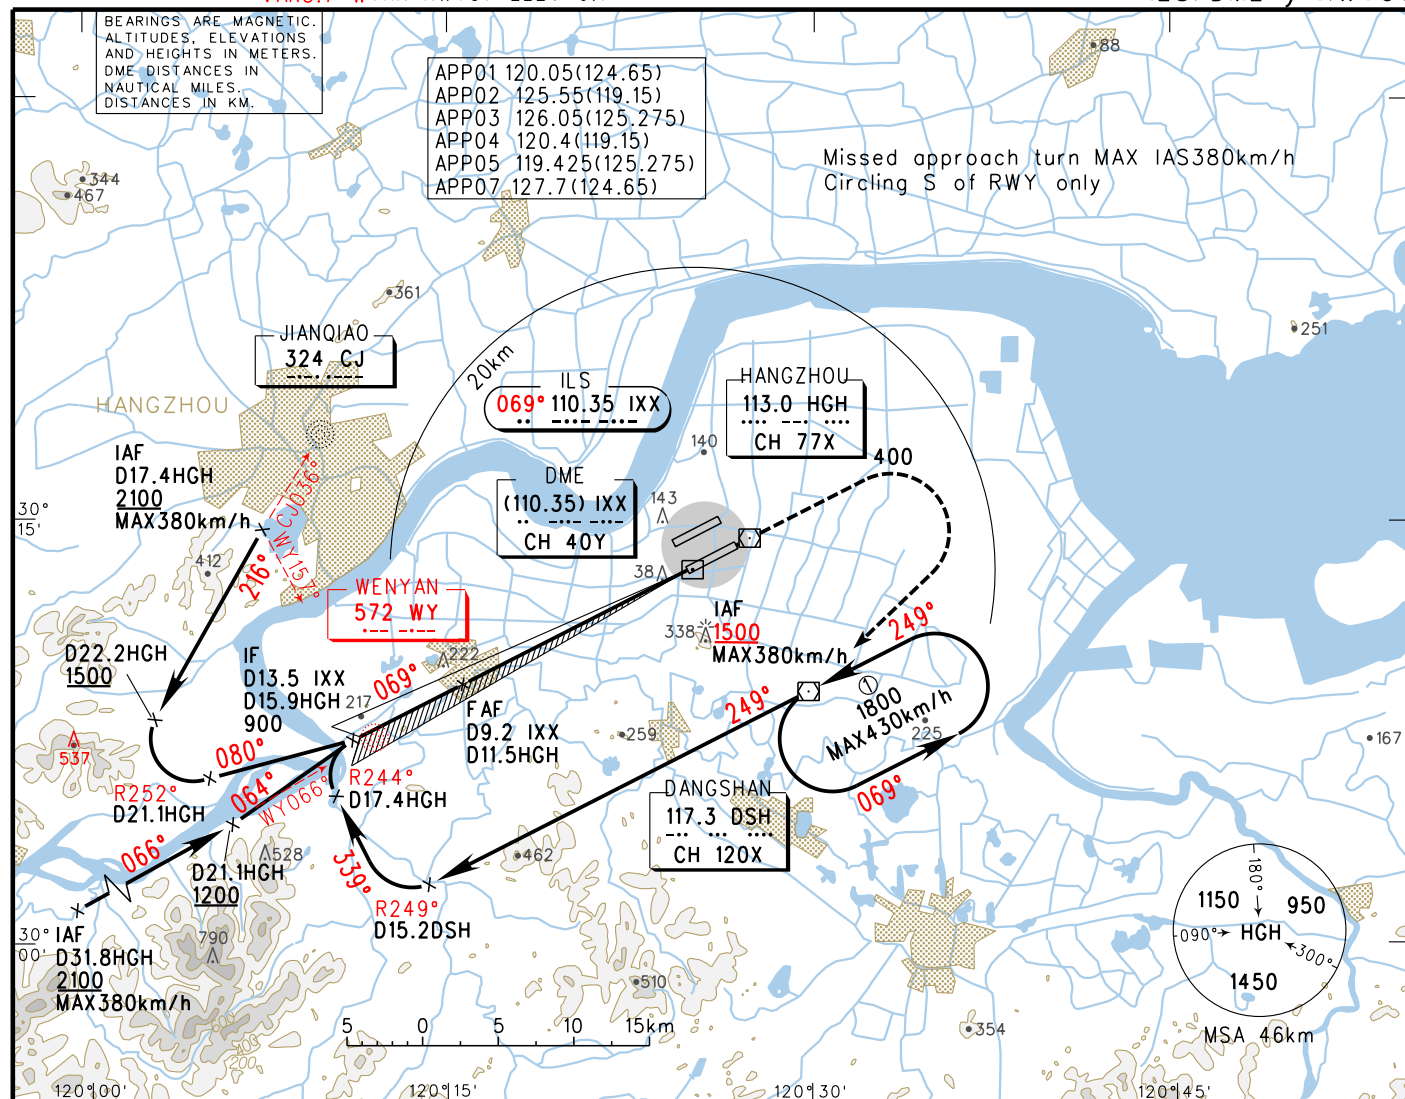 BEARINGS ARE MAGNETIC.
ALTITUDES, ELEVATIONS
AND HEIGHTS IN METERS.
DME DISTANCES IN
NAUTICAL MILES.
DISTANCES IN KM.
APP01 120.05(124.65)
APP02 125.55(119.15)
APP03 126.05(125.275)
APP04 120.4(119.15)
APP05 119.425(125.275)
APP07 127.7(124.65)
88
Missed approach turn MAX IAS380km/h
Circling S of RWY only
344
467
361
251
JIANQIAO
324 CJ
20km
ILS
069° 110.35 IXX
HANGZHOU
113.0 HGH
CH 77X
HANGZHOU
IAF
D17.4HGH
2100
MAX380km/h
CJ036°
WY157°
DME
(110.35) IXX
CH 40Y
140
143
400
30°
15'
412
216°
38
WENYAN
572 WY
338
IAF
1500
MAX380km/h
249°
D22.2HGH
1500
IF
D13.5 IXX
D15.9HGH
900
222
069°
217
FAF
D9.2 IXX
D11.5HGH
249°
1
1800
MAX430km/h
225
259
167
537
080°
R252°
D21.1HGH
064°
WY066°
R244°
D17.4HGH
069°
DANGSHAN
117.3 DSH
CH 120X
066°
528
D21.1HGH
1200
339°
462
R249°
D15.2DSH
180°
1150
950
090°
HGH
300°
1450
MSA 46km
30°
00'
IAF
D31.8HGH
2100
MAX380km/h
790
510
354
5 0 5 10 15km
400
200
120°00'
120°15'
120°30'
120°45'